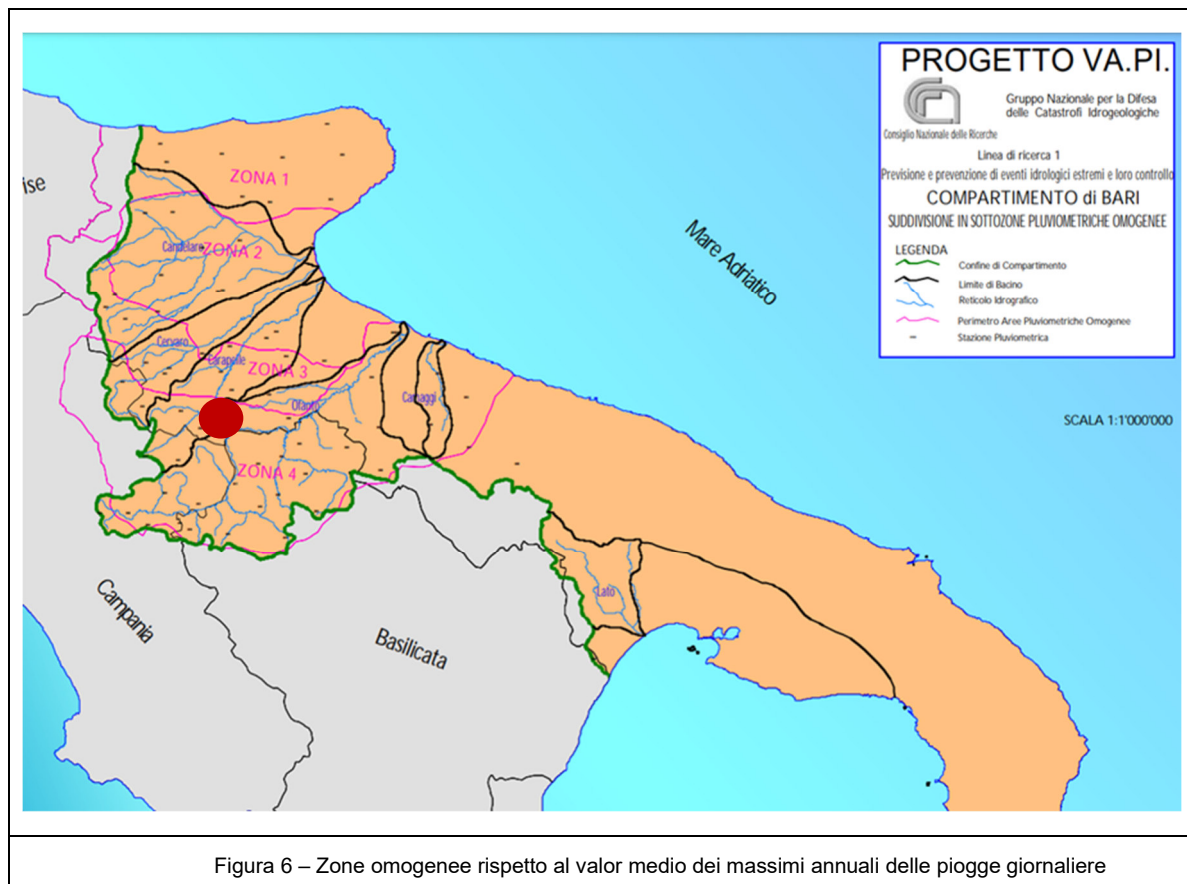 PROGETTO VA.PI.
Gruppo Nazionale per la Difesa
delle Catastrofi Idrogeologiche
Consiglio Nazionale delle Ricerche
Linea di ricerca 1
Previsione e prevenzione di eventi idrologici estremi e loro controllo
COMPARTIMENTO di BARI
SUDDIVISIONE IN SOTTOZONE PLUVIOMETRICHE OMOGENEE
LEGENDA
Confine di Compartimento
Limite di Bacino
Reticolo Idrografico
Perimetro Aree Pluviometriche Omogenee
Stazione Pluviometrica
ise
ZONA 1
Candelaro
ZONA 2
Mare Adriatico
Cervaro
Carapelle
ZONA 3
Ofanto
Camaggi
SCALA 1:1'000'000
ZONA 4
Campania
Basilicata
Lato
Figura 6 – Zone omogenee rispetto al valor medio dei massimi annuali delle piogge giornaliere